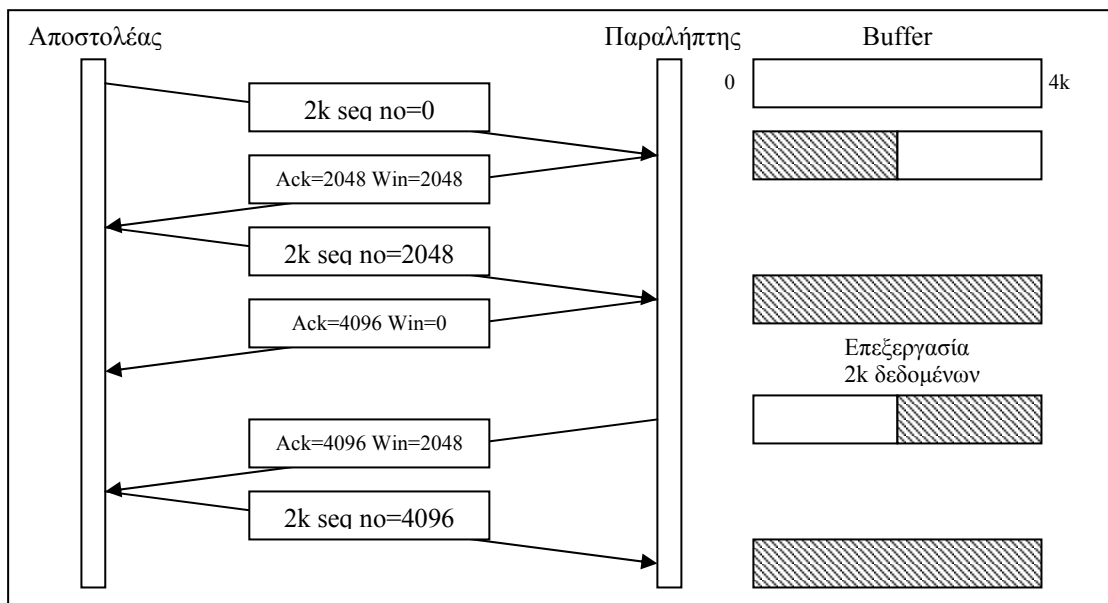 Αποστολέας
Παραλήπτης
Buffer
0
4k
2k seq no=0
Ack=2048 Win=2048
2k seq no=2048
Ack=4096 Win=0
Επεξεργασία
2k δεδομένων
Ack=4096 Win=2048
2k seq no=4096